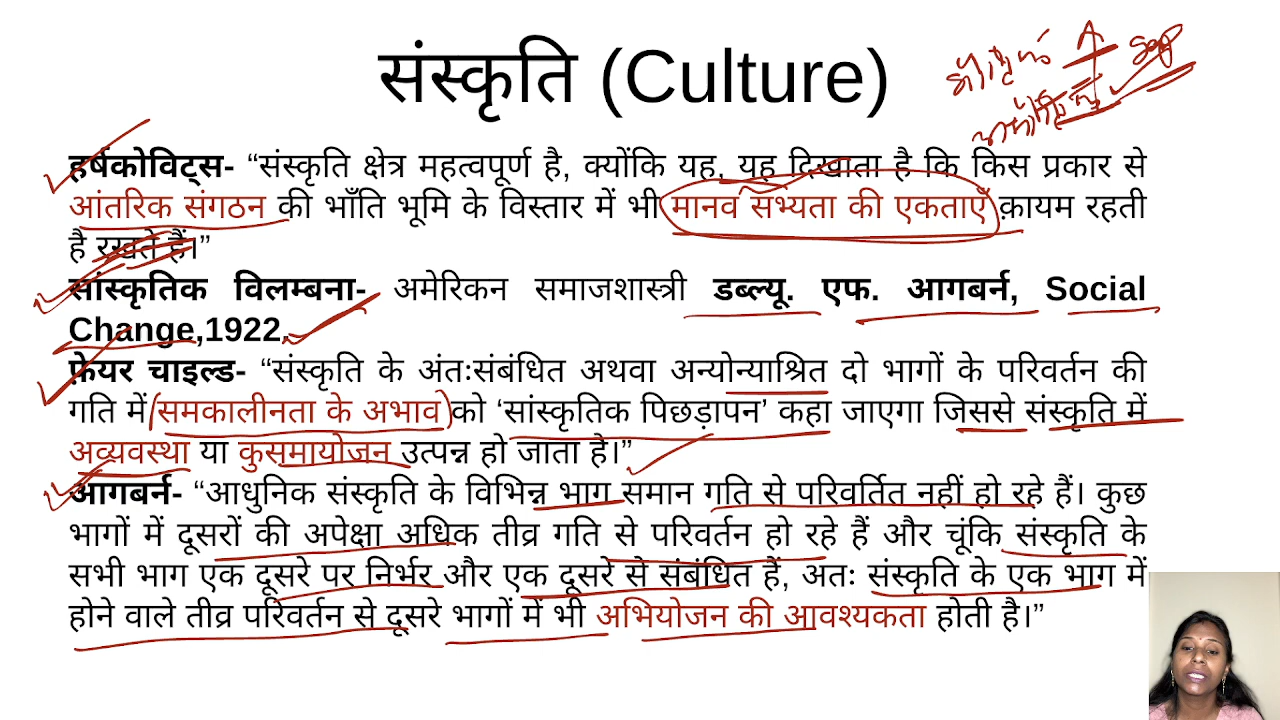 संस्कृति (Culture)
भौतिक
gap
हर्षकोविट्स- “संस्कृति क्षेत्र महत्वपूर्ण है, क्योंकि यह, यह दिखाता है कि किस प्रकार से
आंतरिक संगठन की भाँति भूमि के विस्तार में भी मानव सभ्यता की एकताएँ क़ायम रहती
है रखते हैं।”
सांस्कृतिक विलम्बना- अमेरिकन समाजशास्त्री डब्ल्यू. एफ. आगबर्न, Social
Change,1922,
फ़ेयर चाइल्ड- “संस्कृति के अंतःसंबंधित अथवा अन्योन्याश्रित दो भागों के परिवर्तन की
गति में समकालीनता के अभाव को ‘सांस्कृतिक पिछड़ापन’ कहा जाएगा जिससे संस्कृति में
अव्यवस्था या कुसमायोजन उत्पन्न हो जाता है।”
आगबर्न- “आधुनिक संस्कृति के विभिन्न भाग समान गति से परिवर्तित नहीं हो रहे हैं। कुछ
भागों में दूसरों की अपेक्षा अधिक तीव्र गति से परिवर्तन हो रहे हैं और चूंकि संस्कृति के
सभी भाग एक दूसरे पर निर्भर और एक दूसरे से संबंधित हैं, अतः संस्कृति के एक भाग में
होने वाले तीव्र परिवर्तन से दूसरे भागों में भी अभियोजन की आवश्यकता होती है।”